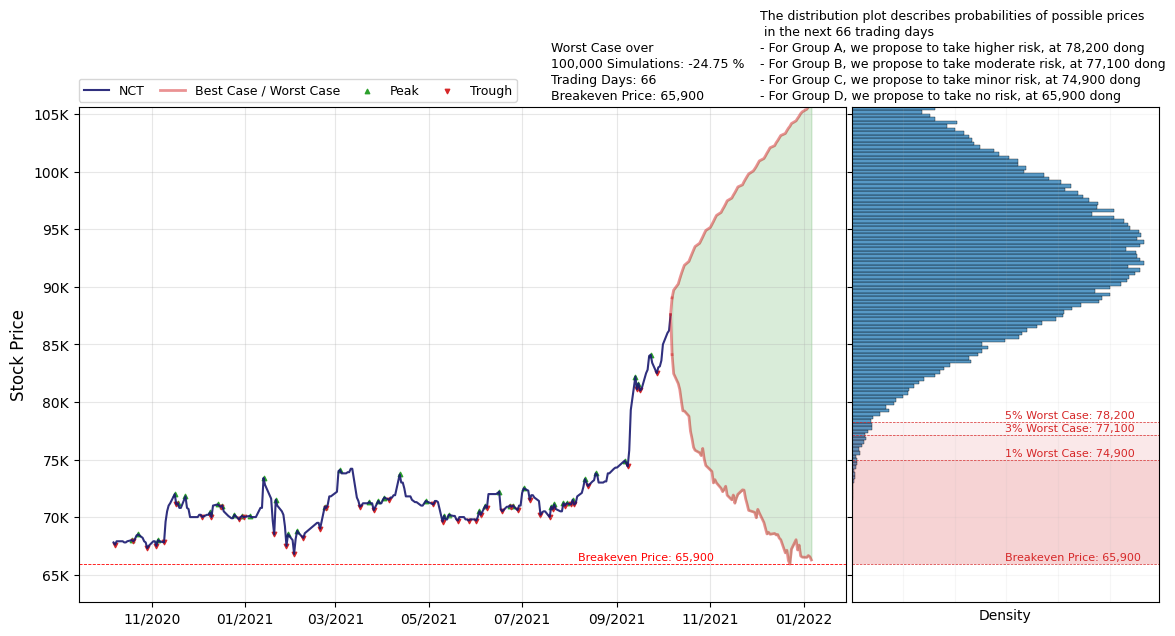 The distribution plot describes probabilities of possible prices
in the next 66 trading days
- For Group A, we propose to take higher risk, at 78,200 dong
- For Group B, we propose to take moderate risk, at 77,100 dong
- For Group C, we propose to take minor risk, at 74,900 dong
- For Group D, we propose to take no risk, at 65,900 dong
Worst Case over
100,000 Simulations: -24.75 %
Trading Days: 66
Breakeven Price: 65,900
NCT
Best Case / Worst Case
Peak
Trough
Stock Price
105K
100K
95K
90K
85K
80K
75K
70K
65K
Breakeven Price: 65,900
11/2020
01/2021
03/2021
05/2021
07/2021
09/2021
11/2021
01/2022
5% Worst Case: 78,200
3% Worst Case: 77,100
1% Worst Case: 74,900
Breakeven Price: 65,900
Density